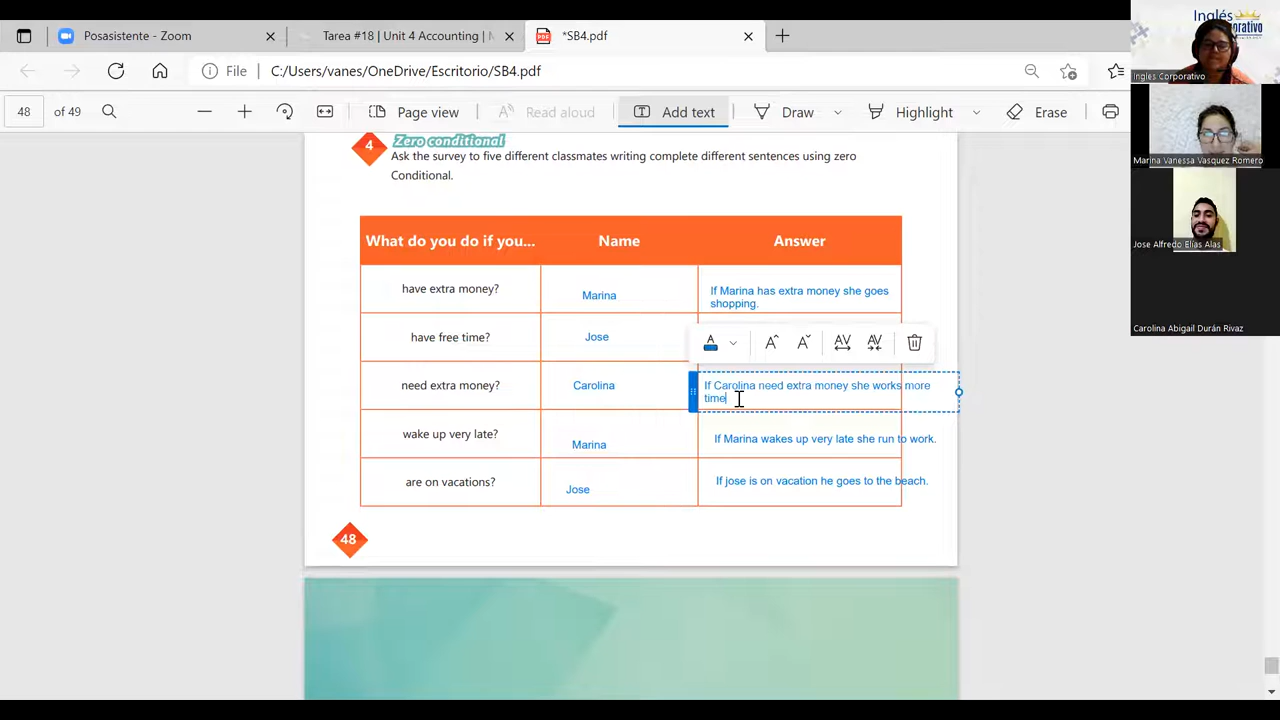 Posasistente - Zoom
Tarea #18 | Unit 4 Accounting | M
*SB4.pdf
File
C:/Users/vanes/OneDrive/Escritorio/SB4.pdf
48 of 49
Page view
Read aloud
Add text
Draw
Highlight
Erase
Inglés
Ingles Corporativo
Marina Vanessa Vasquez Romero
Jose Alfredo Elias Alas
Carolina Abigail Durán Rivaz
4
Zero conditional
Ask the survey to five different classmates writing complete different sentences using zero
Conditional.
What do you do if you... Name Answer
have extra money? Marina If Marina has extra money she goes
shopping.
have free time? Jose
need extra money? Carolina If Carolina need extra money she works more
time
wake up very late? Marina If Marina wakes up very late she run to work.
are on vacations? Jose If jose is on vacation he goes to the beach.
48